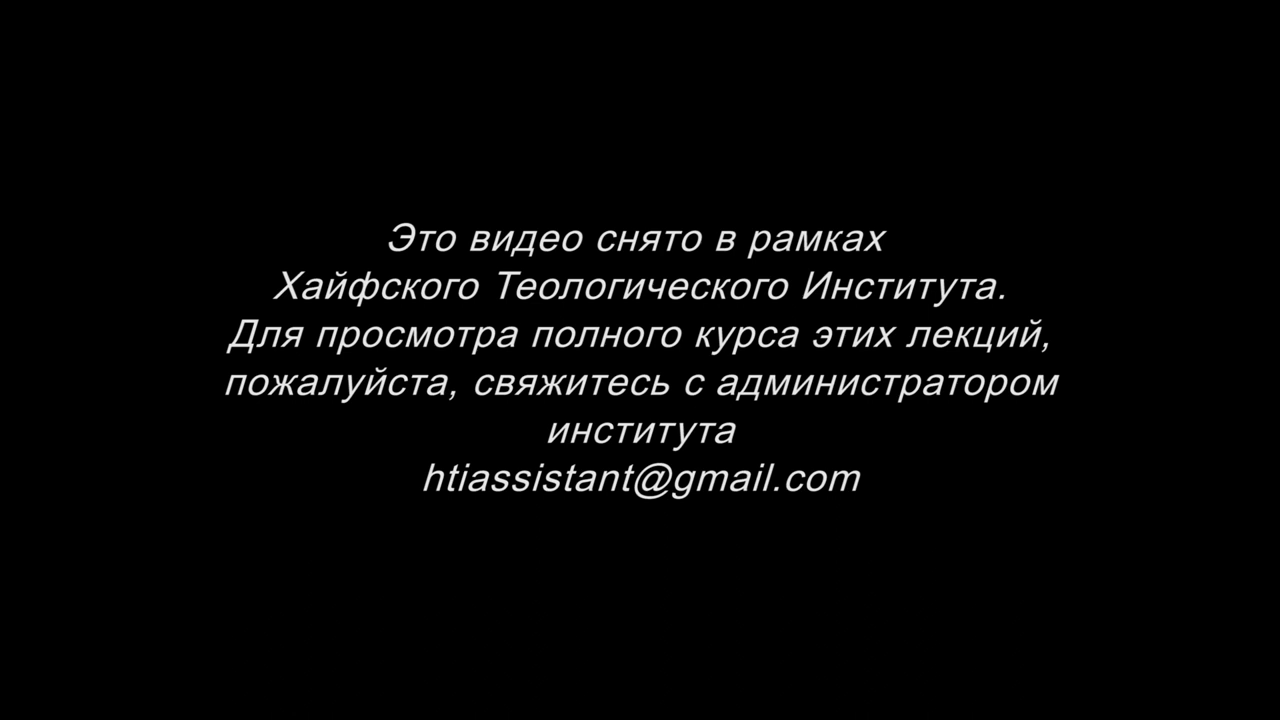 Это видео снято в рамках
Хайфского Теологического Института.
Для просмотра полного курса этих лекций,
пожалуйста, свяжитесь с администратором
института
htiassistant@gmail.com